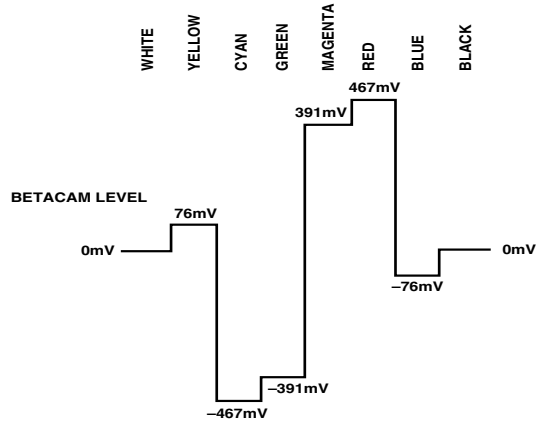 WHITE
YELLOW
CYAN
GREEN
MAGENTA
RED
BLUE
BLACK
467mV
391mV
BETACAM LEVEL
76mV
0mV
0mV
–76mV
–391mV
–467mV